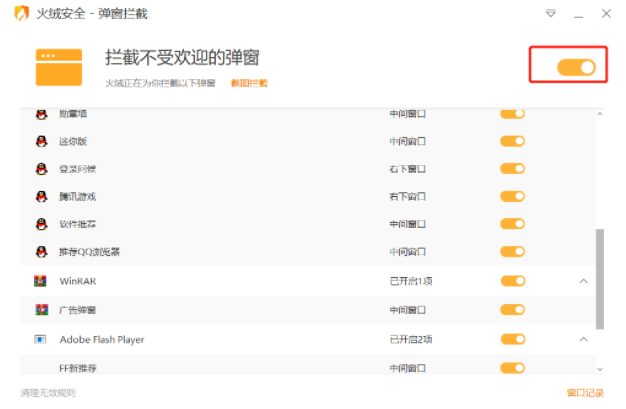 火绒安全 - 弹窗拦截
拦截不受欢迎的弹窗
火绒正在为你拦截以下弹窗 截图拦截
勋章墙 中间窗口
迷你版 中间窗口
登录问候 右下窗口
腾讯游戏 右下窗口
软件推荐 中间窗口
推荐QQ浏览器 中间窗口
WinRAR 已开启1项
广告弹窗 中间窗口
Adobe Flash Player 已开启2项
FF新推荐 中间窗口
清理无效规则 窗口记录